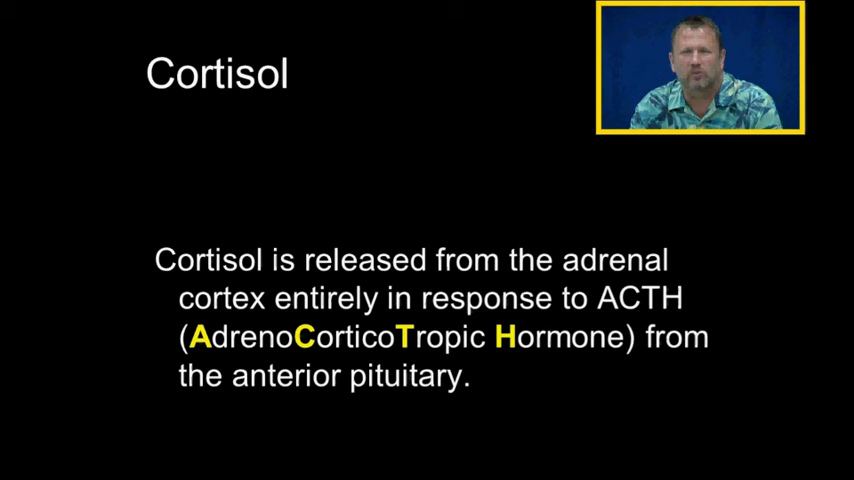 Cortisol
Cortisol is released from the adrenal
cortex entirely in response to ACTH
(AdrenoCorticoTropic Hormone) from
the anterior pituitary.